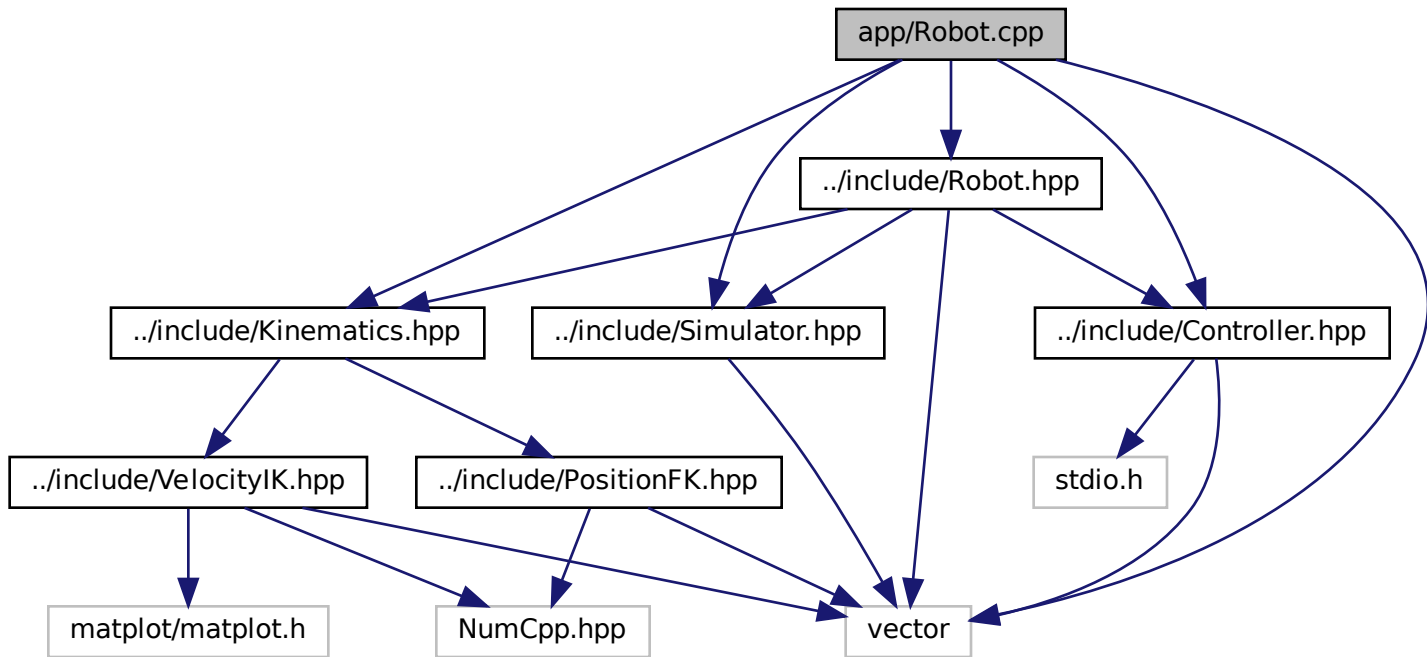 app/Robot.cpp
../include/Robot.hpp
../include/Kinematics.hpp
../include/Simulator.hpp
../include/Controller.hpp
../include/VelocityIK.hpp
../include/PositionFK.hpp
stdio.h
matplot/matplot.h
NumCpp.hpp
vector